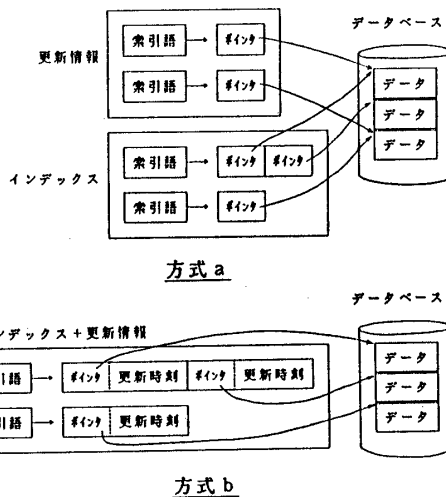 データベース
更新情報
索引語 → ポインタ
索引語 → ポインタ
データ
データ
データ
インデックス
索引語 → ポインタ ポインタ
索引語 → ポインタ
方式 a
データベース
ンデックス+更新情報
引語 → ポインタ 更新時刻 ポインタ 更新時刻
引語 → ポインタ 更新時刻
データ
データ
データ
方式 b